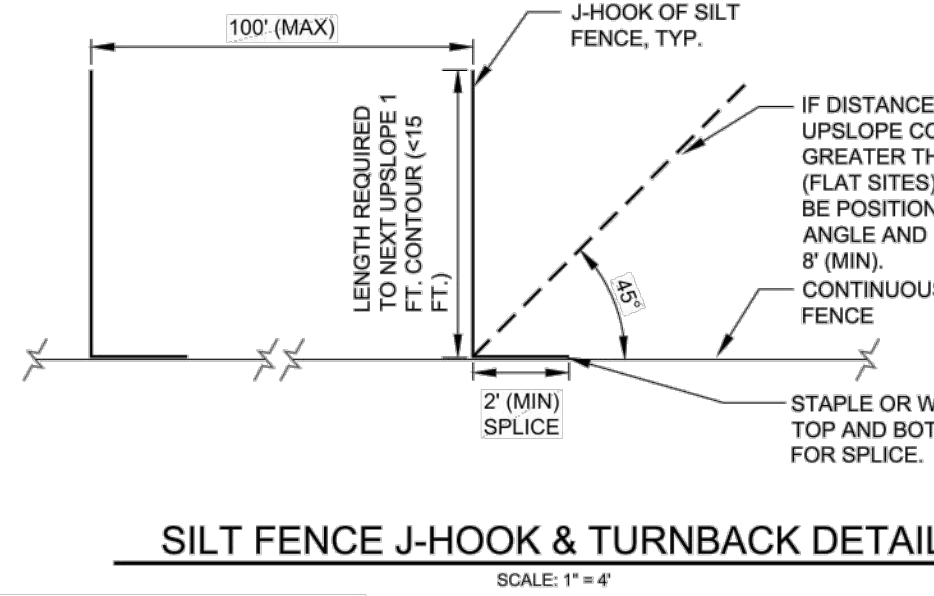 100' (MAX)
J-HOOK OF SILT
FENCE, TYP.
LENGTH REQUIRED
TO NEXT UPSLOPE 1
FT. CONTOUR (<15
FT.)
IF DISTANCE
UPSLOPE
GREATER
(FLAT SITES)
BE
ANGLE AND
8' (MIN).
45°
FENCE
2' (MIN)
SPLICE
STAPLE OR
TOP AND
FOR SPLICE.
SILT FENCE J-HOOK & TURNBACK DETAIL
SCALE: 1" = 4'